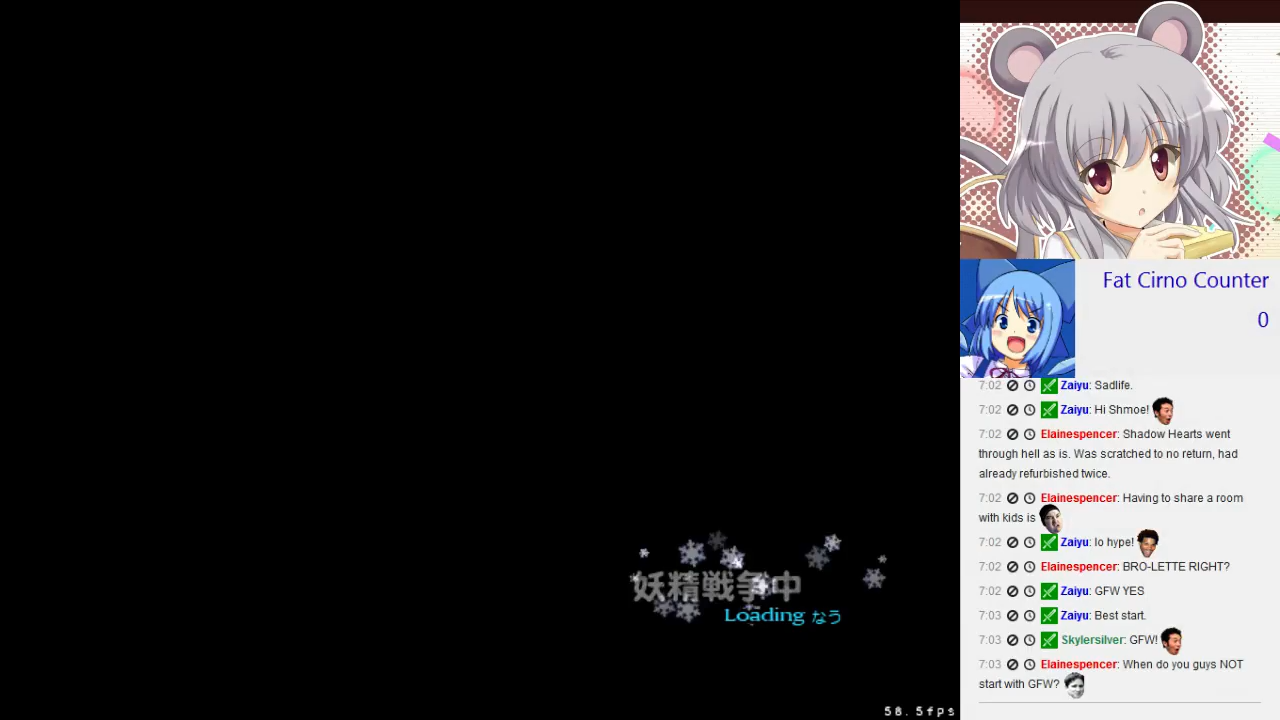 Fat Cirno Counter
0
7:02 Zaiyu: Sadlife.
7:02 Zaiyu: Hi Shmoe!
7:02 Elainespencer: Shadow Hearts went
through hell as is. Was scratched to no return, had
already refurbished twice.
7:02 Elainespencer: Having to share a room
with kids is
7:02 Zaiyu: Io hype!
7:02 Elainespencer: BRO-LETTE RIGHT?
7:02 Zaiyu: GFW YES
7:03 Zaiyu: Best start.
7:03 Skylersilver: GFW!
7:03 Elainespencer: When do you guys NOT
start with GFW?
妖精戦争中
Loading なう
58.5fps